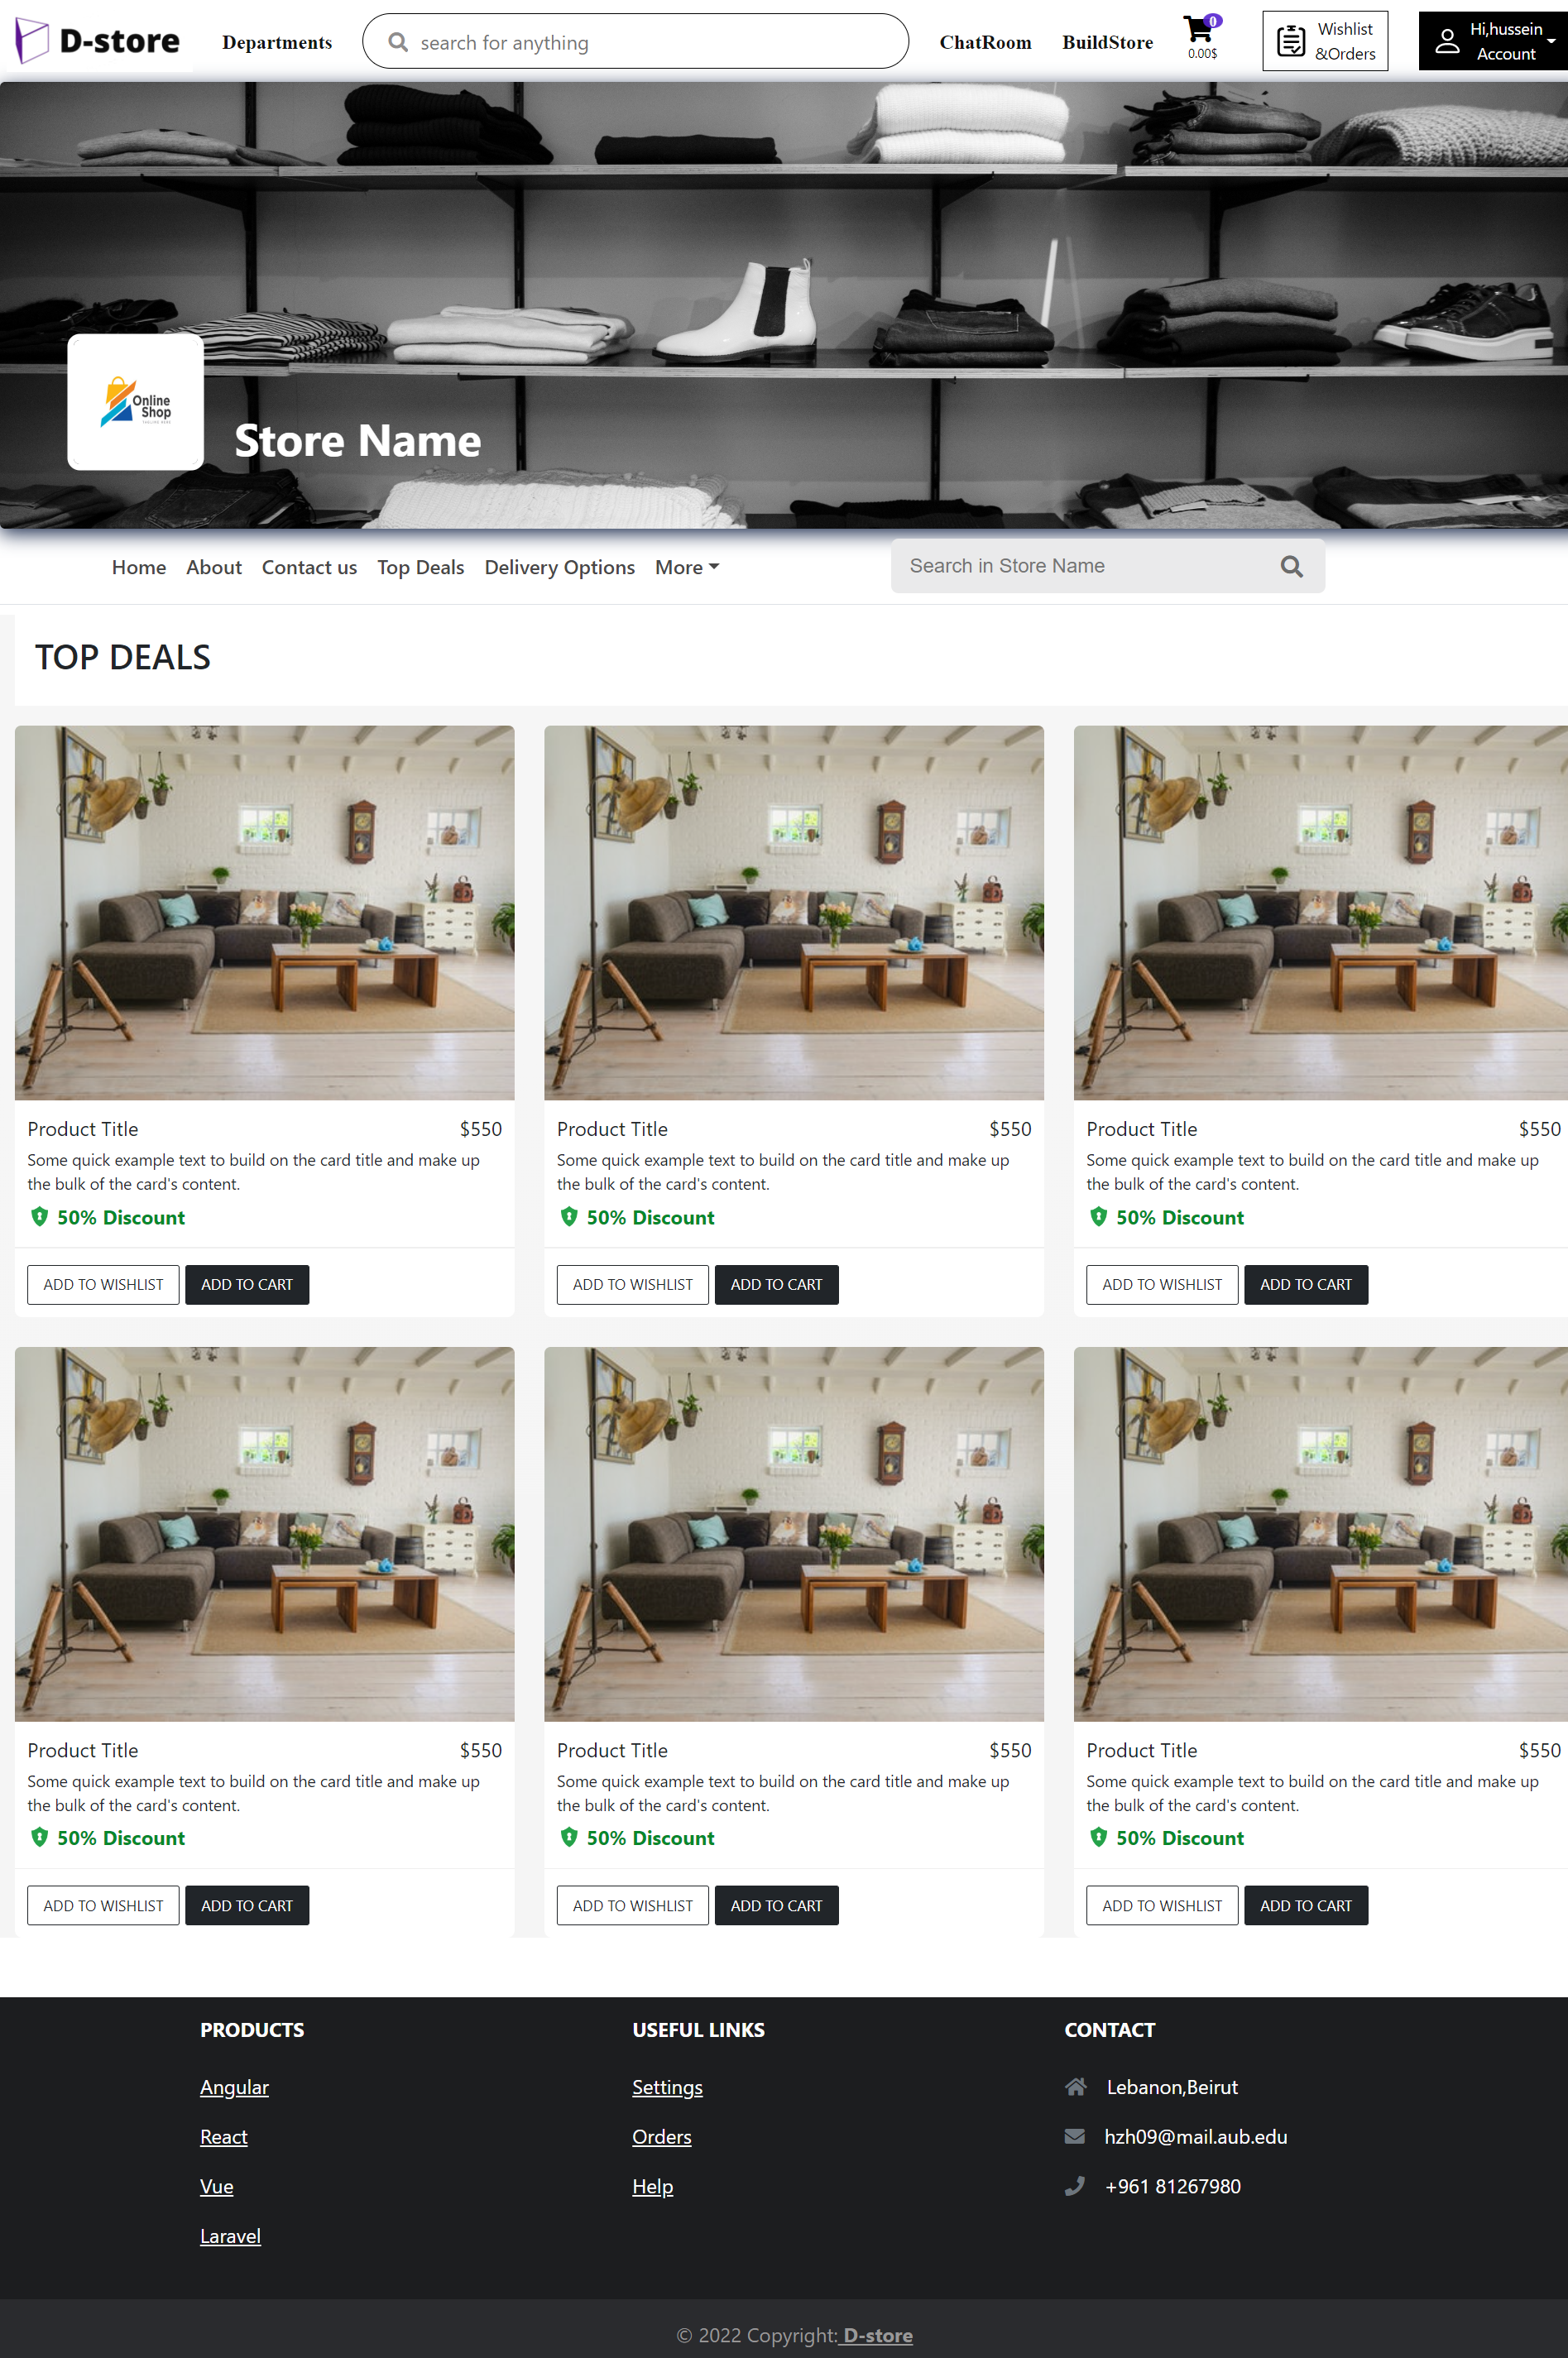 D-store
Departments
search for anything
ChatRoom
BuildStore
0
0.00$
Wishlist
&Orders
Hi,hussein
Account
Online
Shop
Store Name
Home About Contact us Top Deals Delivery Options More
Search in Store Name
TOP DEALS
Product Title $550
Some quick example text to build on the card title and make up
the bulk of the card's content.
50% Discount
ADD TO WISHLIST ADD TO CART
Product Title $550
Some quick example text to build on the card title and make up
the bulk of the card's content.
50% Discount
ADD TO WISHLIST ADD TO CART
Product Title $550
Some quick example text to build on the card title and make up
the bulk of the card's content.
50% Discount
ADD TO WISHLIST ADD TO CART
Product Title $550
Some quick example text to build on the card title and make up
the bulk of the card's content.
50% Discount
ADD TO WISHLIST ADD TO CART
Product Title $550
Some quick example text to build on the card title and make up
the bulk of the card's content.
50% Discount
ADD TO WISHLIST ADD TO CART
Product Title $550
Some quick example text to build on the card title and make up
the bulk of the card's content.
50% Discount
ADD TO WISHLIST ADD TO CART
PRODUCTS
Angular
React
Vue
Laravel
USEFUL LINKS
Settings
Orders
Help
CONTACT
Lebanon,Beirut
hzh09@mail.aub.edu
+961 81267980
© 2022 Copyright: D-store